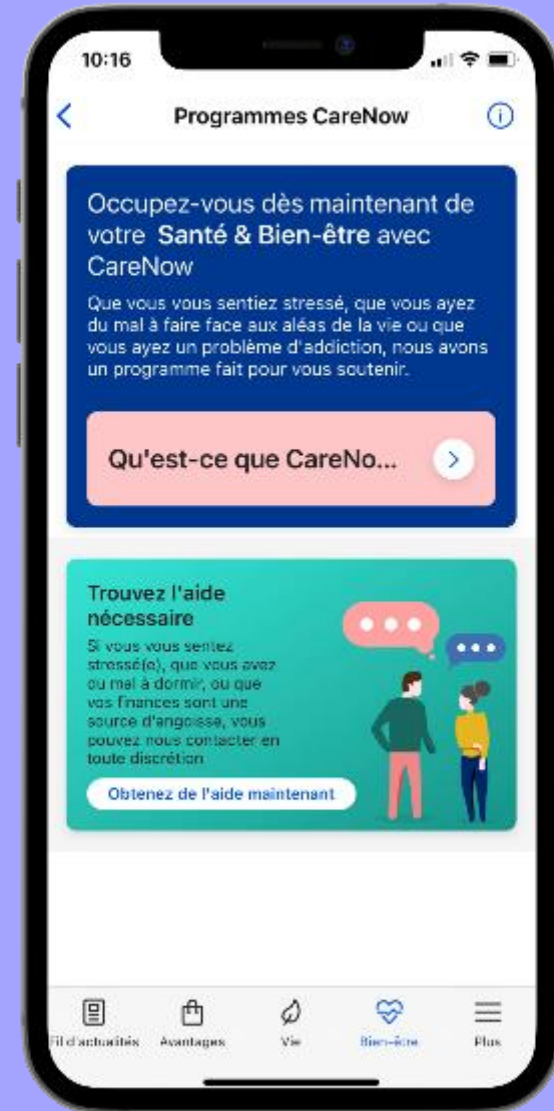 10:16
Programmes CareNow
Occupez-vous dès maintenant de
votre Santé & Bien-être avec
CareNow
Que vous vous sentiez stressé, que vous ayez
du mal à faire face aux aléas de la vie ou que
vous ayez un problème d'addiction, nous avons
un programme fait pour vous soutenir.
Qu'est-ce que CareNo...
Trouvez l'aide
nécessaire
Si vous vous sentez
stressé(e), que vous avez
du mal à dormir, ou que
vos finances sont une
source d'angoisse, vous
pouvez nous contacter en
toute discrétion
Obtenez de l'aide maintenant
Fil d'actualités
Avantages
Vie
Bien-être
Plus